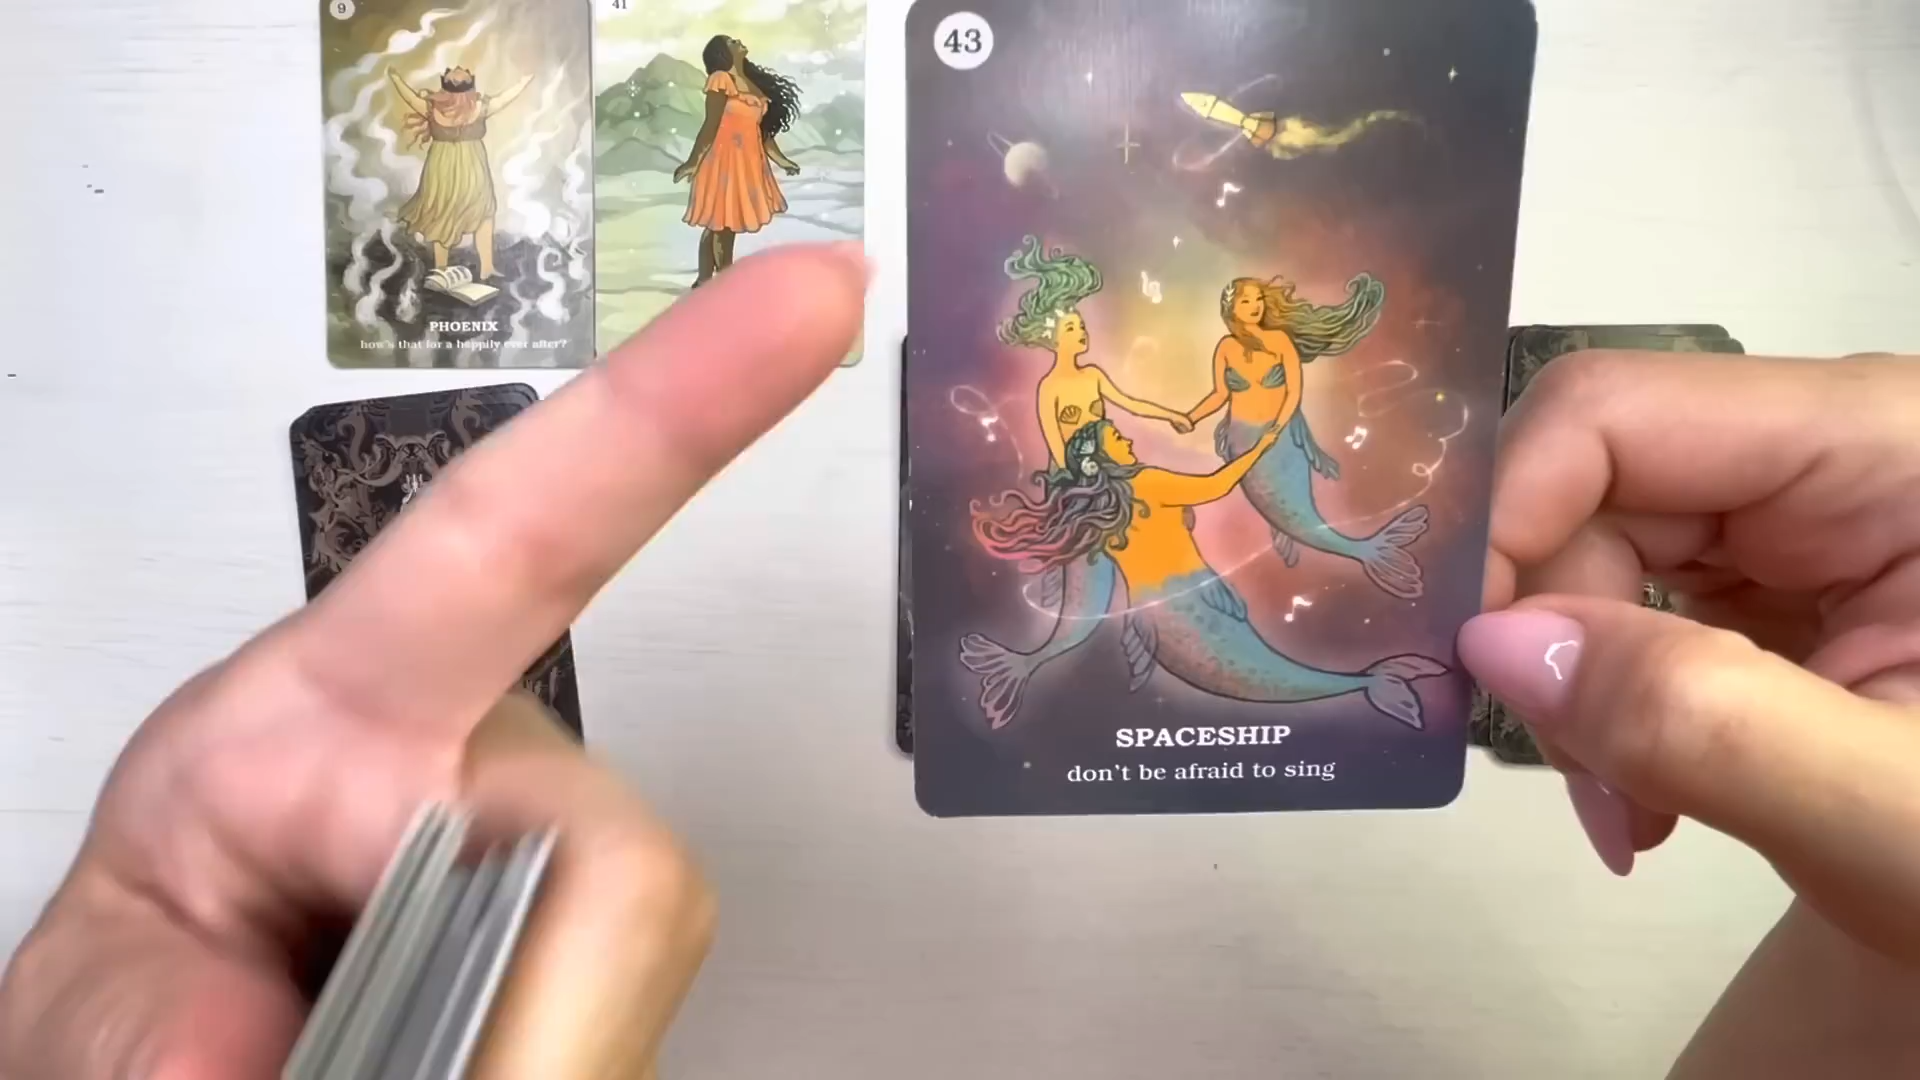 9
41
43
PHOENIX
how's that for a happily ever after?
SPACESHIP
don't be afraid to sing